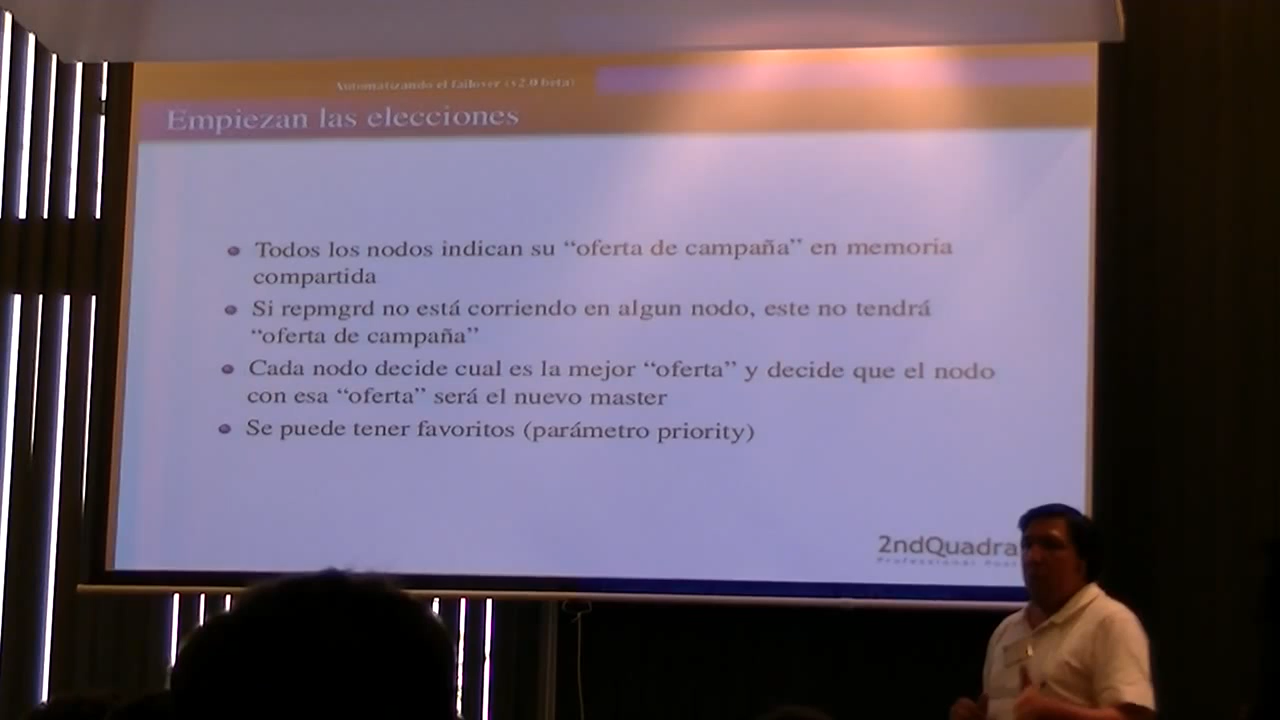 Automatizando el failover (v2.0 beta)
Empiezan las elecciones
Todos los nodos indican su “oferta de campaña” en memoria
compartida
Si repmgrd no está corriendo en algun nodo, este no tendrá
“oferta de campaña”
Cada nodo decide cual es la mejor “oferta” y decide que el nodo
con esa “oferta” será el nuevo master
Se puede tener favoritos (parámetro priority)
2ndQuadra
Professional